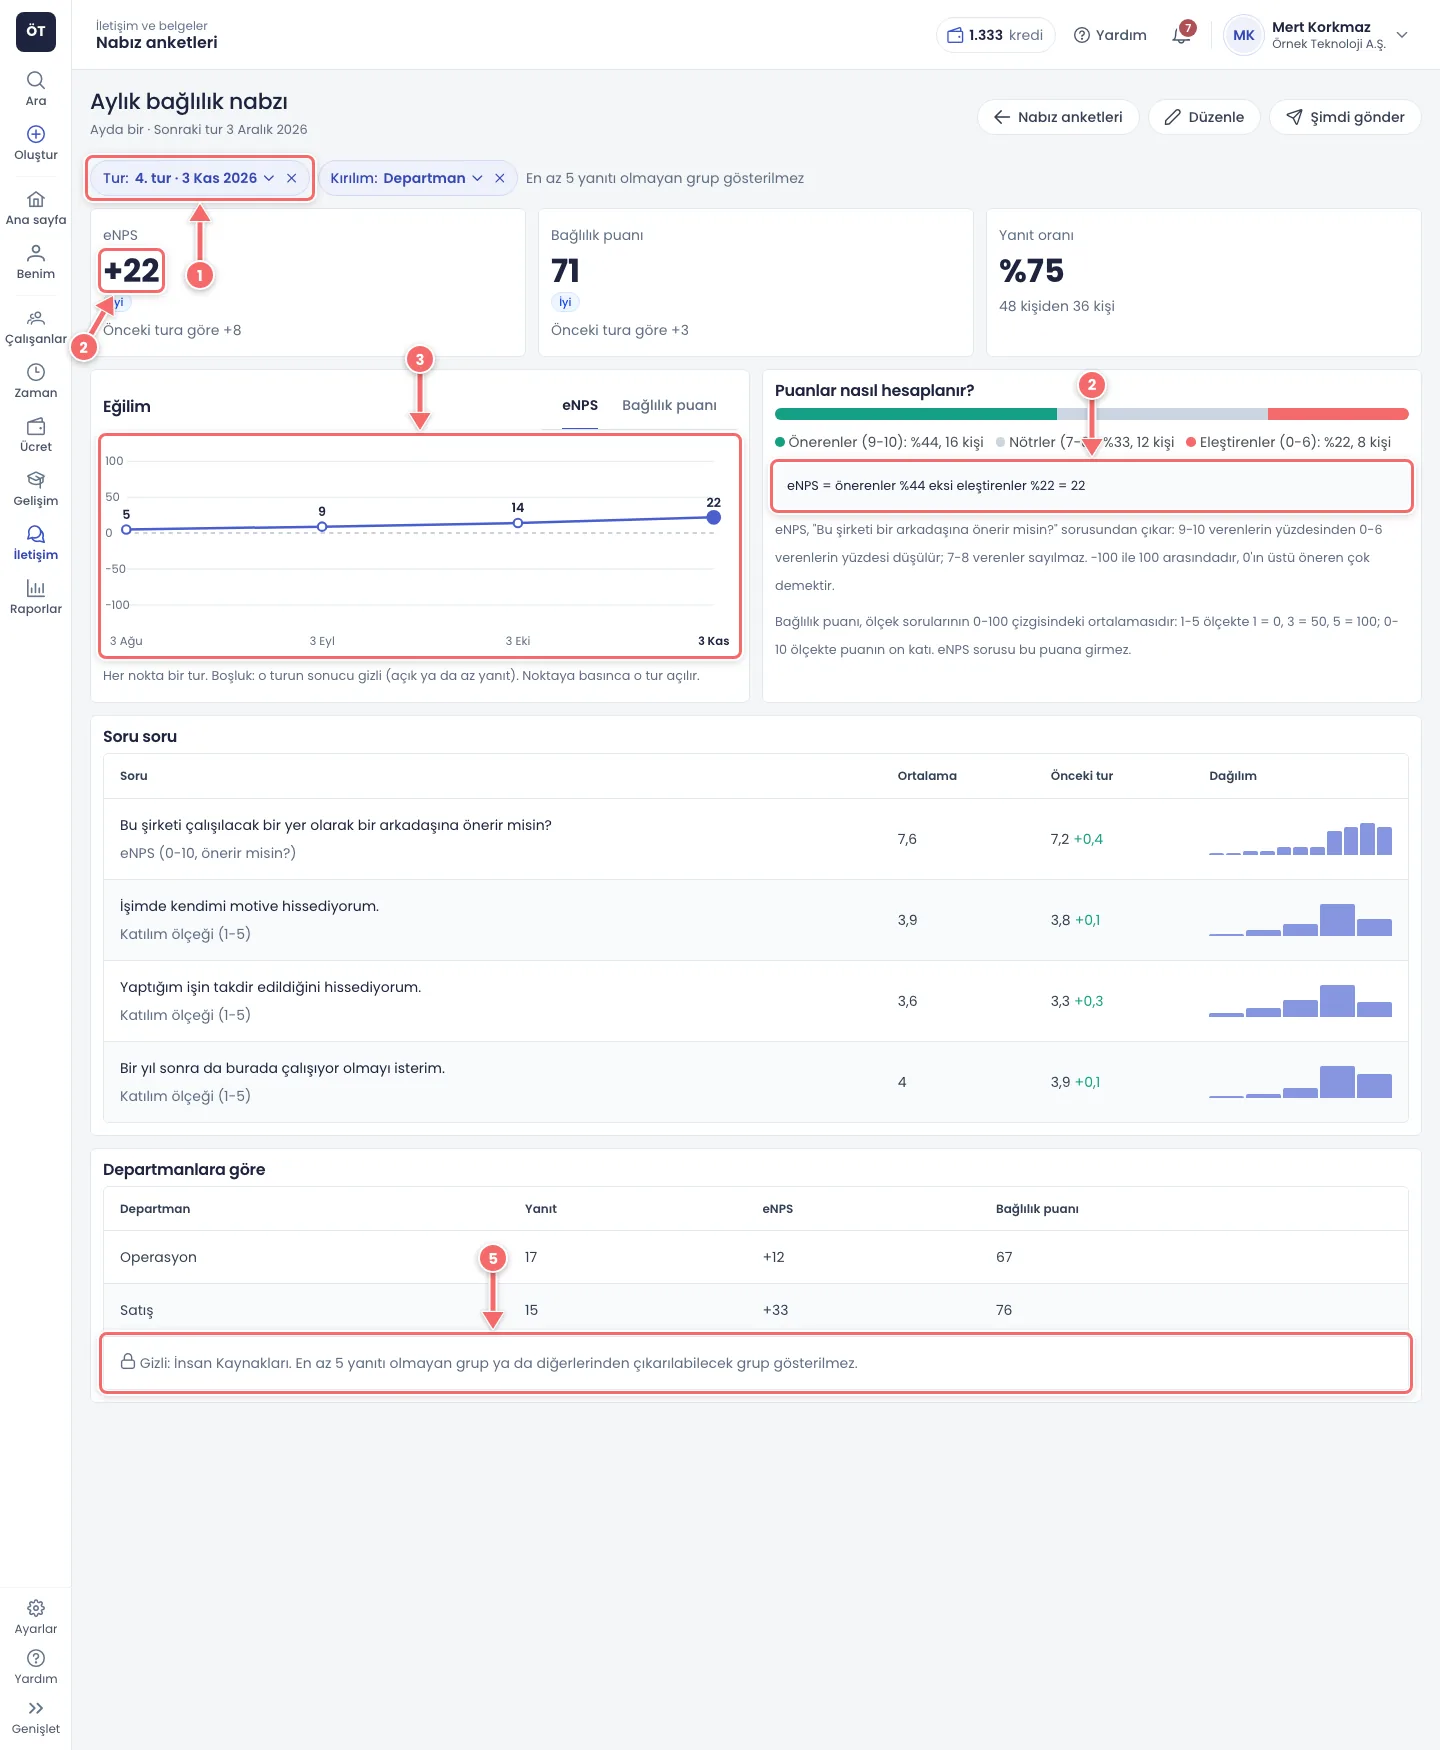 ÖT
Ara
Oluştur
Ana sayfa
Benim
Çalışanlar
Zaman
Ücret
Gelişim
İletişim
Raporlar
Ayarlar
Yardım
Genişlet
İletişim ve belgeler
Nabız anketleri
1.333 kredi
Yardım
7
MK
Mert Korkmaz
Örnek Teknoloji A.Ş.
Aylık bağlılık nabzı
Ayda bir · Sonraki tur 3 Aralık 2026
Nabız anketleri
Düzenle
Şimdi gönder
Tur: 4. tur · 3 Kas 2026
Kırılım: Departman
En az 5 yanıtı olmayan grup gösterilmez
eNPS
+22
1
yi
2
Önceki tura göre +8
Bağlılık puanı
71
İyi
Önceki tura göre +3
Yanıt oranı
%75
48 kişiden 36 kişi
3
Eğilim
eNPS
Bağlılık puanı
100
50
0
-50
-100
5
9
14
22
3 Ağu
3 Eyl
3 Eki
3 Kas
Her nokta bir tur. Boşluk: o turun sonucu gizli (açık ya da az yanıt). Noktaya basınca o tur açılır.
Puanlar nasıl hesaplanır?
2
Önerenler (9-10): %44, 16 kişi
Nötrler (7- %33, 12 kişi
Eleştirenler (0-6): %22, 8 kişi
eNPS = önerenler %44 eksi eleştirenler %22 = 22
eNPS, "Bu şirketi bir arkadaşına önerir misin?" sorusundan çıkar: 9-10 verenlerin yüzdesinden 0-6
verenlerin yüzdesi düşülür; 7-8 verenler sayılmaz. -100 ile 100 arasındadır, 0'ın üstü öneren çok
demektir.
Bağlılık puanı, ölçek sorularının 0-100 çizgisindeki ortalamasıdır: 1-5 ölçekte 1 = 0, 3 = 50, 5 = 100; 0-
10 ölçekte puanın on katı. eNPS sorusu bu puana girmez.
Soru soru
Soru Ortalama Önceki tur Dağılım
Bu şirketi çalışılacak bir yer olarak bir arkadaşına önerir misin?
eNPS (0-10, önerir misin?)
7,6 7,2 +0,4
İşimde kendimi motive hissediyorum.
Katılım ölçeği (1-5)
3,9 3,8 +0,1
Yaptığım işin takdir edildiğini hissediyorum.
Katılım ölçeği (1-5)
3,6 3,3 +0,3
Bir yıl sonra da burada çalışıyor olmayı isterim.
Katılım ölçeği (1-5)
4 3,9 +0,1
Departmanlara göre
Departman Yanıt eNPS Bağlılık puanı
Operasyon 17 +12 67
5
Satış 15 +33 76
Gizli: İnsan Kaynakları. En az 5 yanıtı olmayan grup ya da diğerlerinden çıkarılabilecek grup gösterilmez.